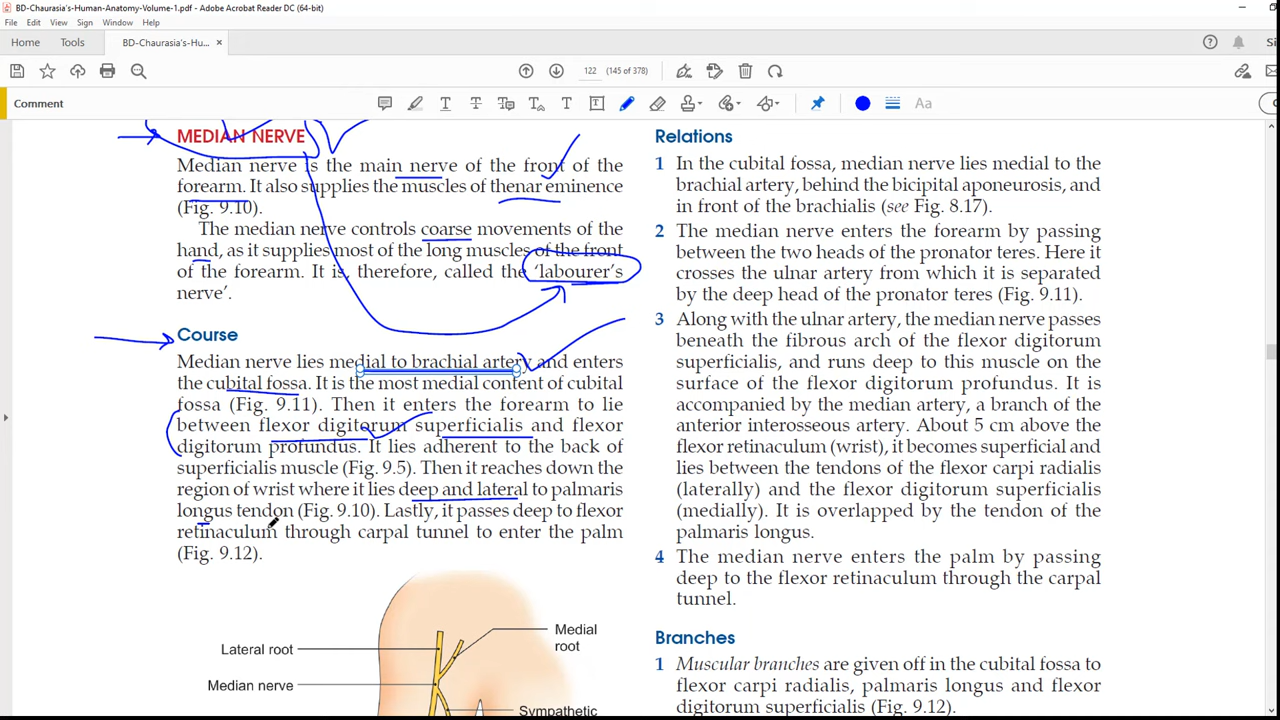 BD-Chaurasia's-Human-Anatomy-Volume-1.pdf - Adobe Acrobat Reader DC (64-bit)
File Edit View Sign Window Help
Home Tools BD-Chaurasia's-Hu... ×
122 (145 of 378)
Comment
Aa
MEDIAN NERVE
Median nerve is the main nerve of the front of the
forearm. It also supplies the muscles of thenar eminence
(Fig. 9.10).
The median nerve controls coarse movements of the
hand, as it supplies most of the long muscles of the front
of the forearm. It is, therefore, called the ‘labourer's
nerve’.
Course
Median nerve lies medial to brachial artery and enters
the cubital fossa. It is the most medial content of cubital
fossa (Fig. 9.11). Then it enters the forearm to lie
between flexor digitorum superficialis and flexor
digitorum profundus. It lies adherent to the back of
superficialis muscle (Fig. 9.5). Then it reaches down the
region of wrist where it lies deep and lateral to palmaris
longus tendon (Fig. 9.10). Lastly, it passes deep to flexor
retinaculum through carpal tunnel to enter the palm
(Fig. 9.12).
Lateral root
Medial
root
Median nerve
Sympathetic
Relations
1 In the cubital fossa, median nerve lies medial to the
brachial artery, behind the bicipital aponeurosis, and
in front of the brachialis (see Fig. 8.17).
2 The median nerve enters the forearm by passing
between the two heads of the pronator teres. Here it
crosses the ulnar artery from which it is separated
by the deep head of the pronator teres (Fig. 9.11).
3 Along with the ulnar artery, the median nerve passes
beneath the fibrous arch of the flexor digitorum
superficialis, and runs deep to this muscle on the
surface of the flexor digitorum profundus. It is
accompanied by the median artery, a branch of the
anterior interosseous artery. About 5 cm above the
flexor retinaculum (wrist), it becomes superficial and
lies between the tendons of the flexor carpi radialis
(laterally) and the flexor digitorum superficialis
(medially). It is overlapped by the tendon of the
palmaris longus.
4 The median nerve enters the palm by passing
deep to the flexor retinaculum through the carpal
tunnel.
Branches
1 Muscular branches are given off in the cubital fossa to
flexor carpi radialis, palmaris longus and flexor
digitorum superficialis (Fig. 9.12).